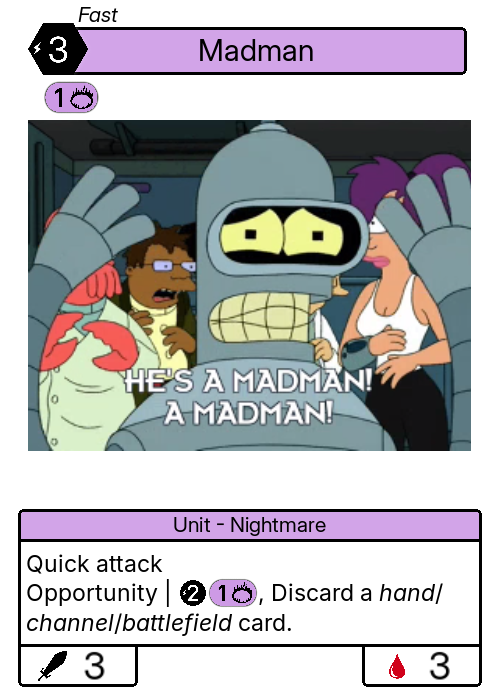 Fast
3 Madman
1
HE'S A MADMAN!
A MADMAN!
Unit - Nightmare
Quick attack
Opportunity | 2 1, Discard a hand/
channel/battlefield card.
3 3